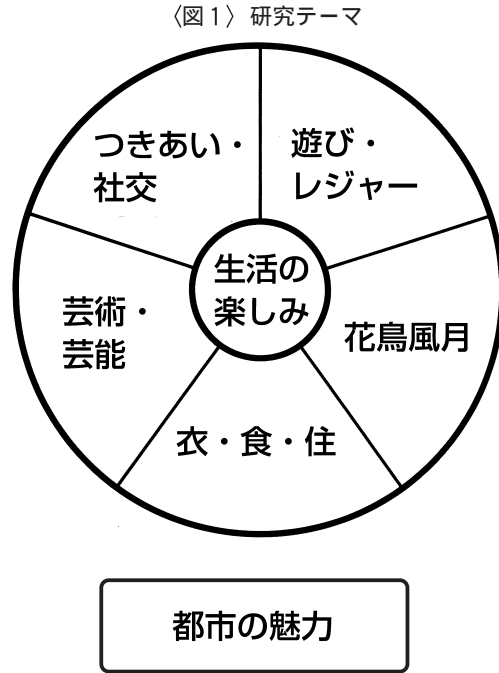 〈図1〉研究テーマ
つきあい・
社交
遊び・
レジャー
生活の
楽しみ
芸術・
芸能
花鳥風月
衣・食・住
都市の魅力